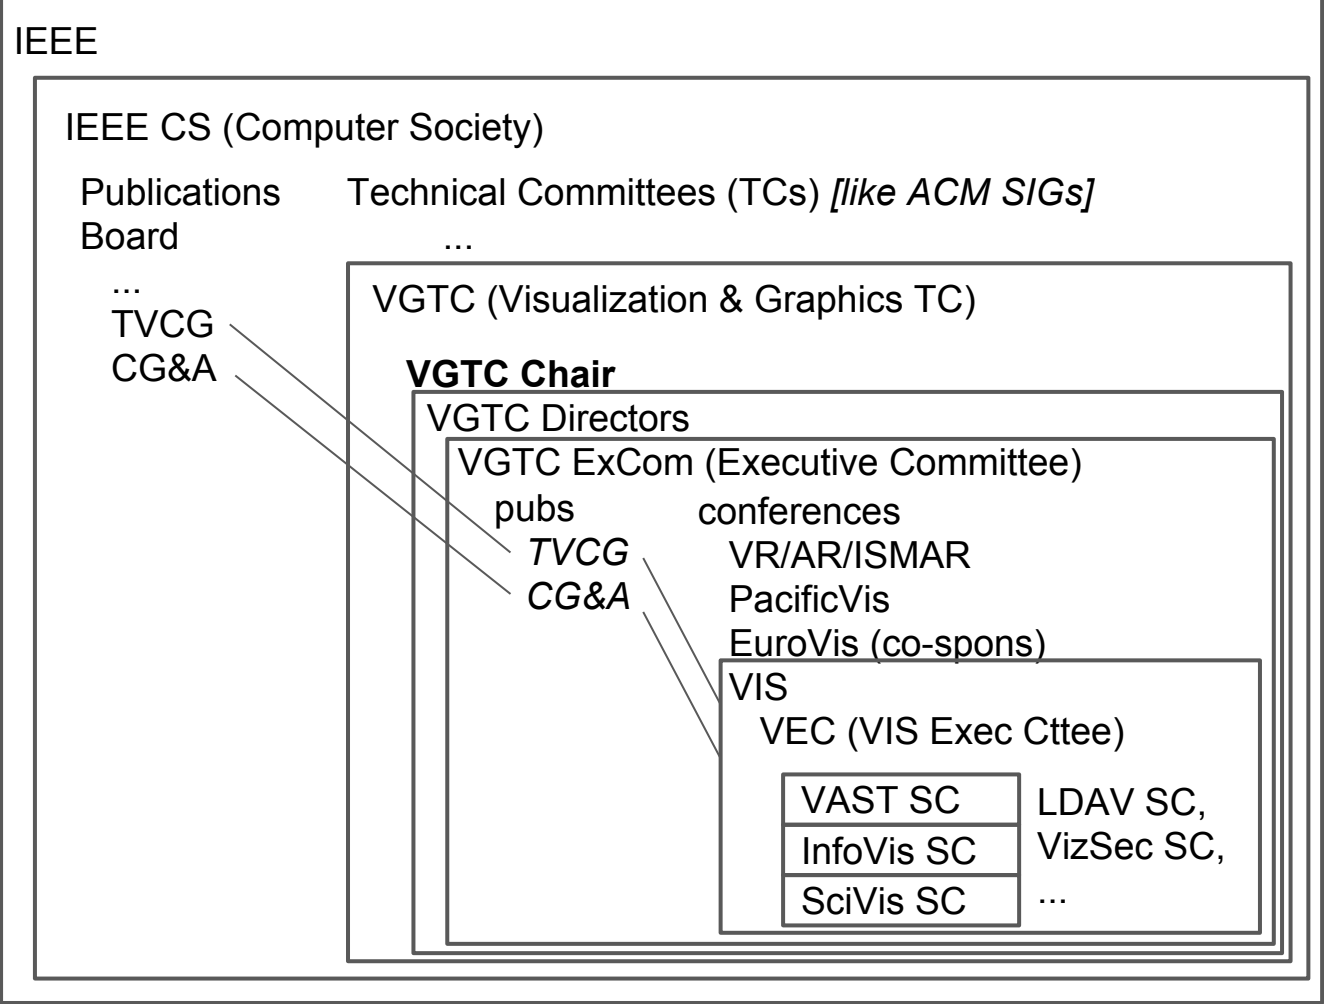 IEEE
IEEE CS (Computer Society)
Publications
Board
...
TVCG
CG&A
Technical Committees (TCs) [like ACM SIGs]
...
VGTC (Visualization & Graphics TC)
VGTC Chair
VGTC Directors
VGTC ExCom (Executive Committee)
pubs
TVCG
CG&A
conferences
VR/AR/ISMAR
PacificVis
EuroVis (co-spons)
VIS
VEC (VIS Exec Cttee)
VAST SC
InfoVis SC
SciVis SC
LDAV SC,
VizSec SC,
...